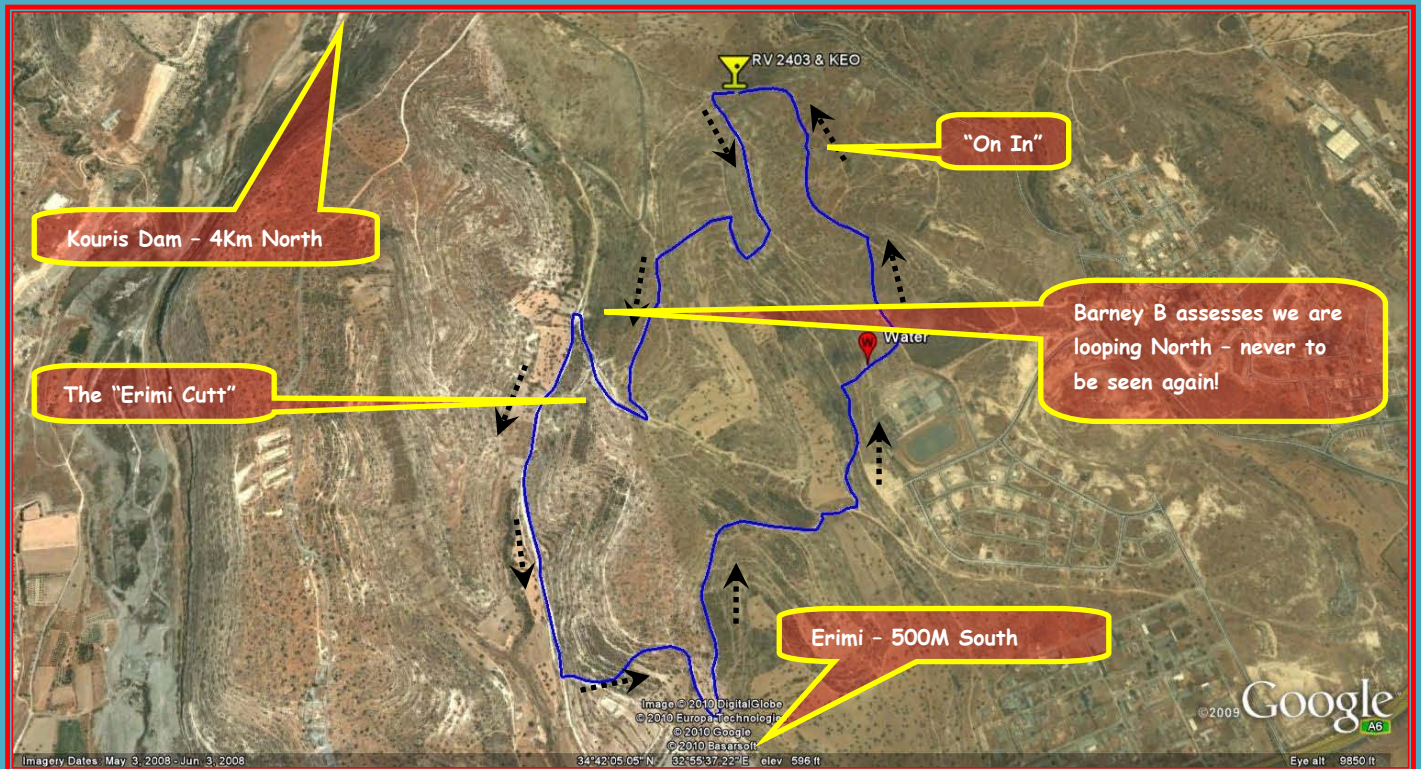 RV 2403 & KEO
“On In”
Kouris Dam – 4Km North
Barney B assesses we are
looping North – never to
be seen again!
W
Water
The “Erimi Cutt”
Erimi – 500M South
Image © 2010 DigitalGlobe
© 2010 Europa Technologie
© 2010 Google
© 2010 Basarsoft
©2009 Google
A6
Imagery Dates: May 3, 2008 - Jun 3, 2008
34°42'05.05" N 32°55'37.22" E elev 596 ft
Eye alt 9850 ft